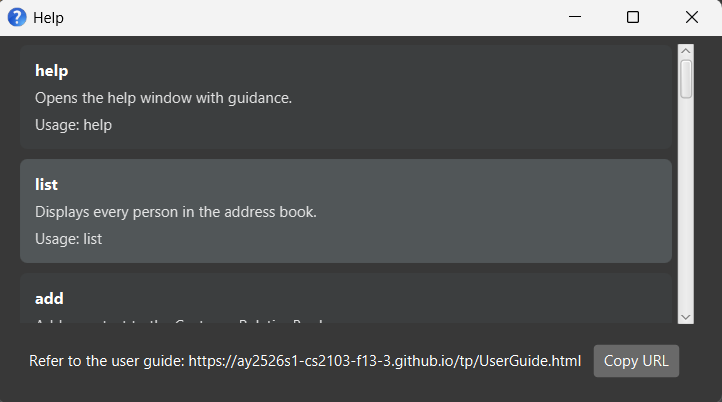 Help
help
Opens the help window with guidance.
Usage: help
list
Displays every person in the address book.
Usage: list
add
Refer to the user guide: https://ay2526s1-cs2103-f13-3.github.io/tp/UserGuide.html
Copy URL